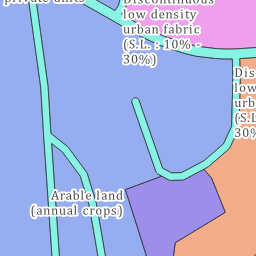 private units
Discontinuous
low density
urban fabric
(S.L. : 10% -
30%)
Dis
low
urb
(S.L
30%
Arable land
(annual crops)